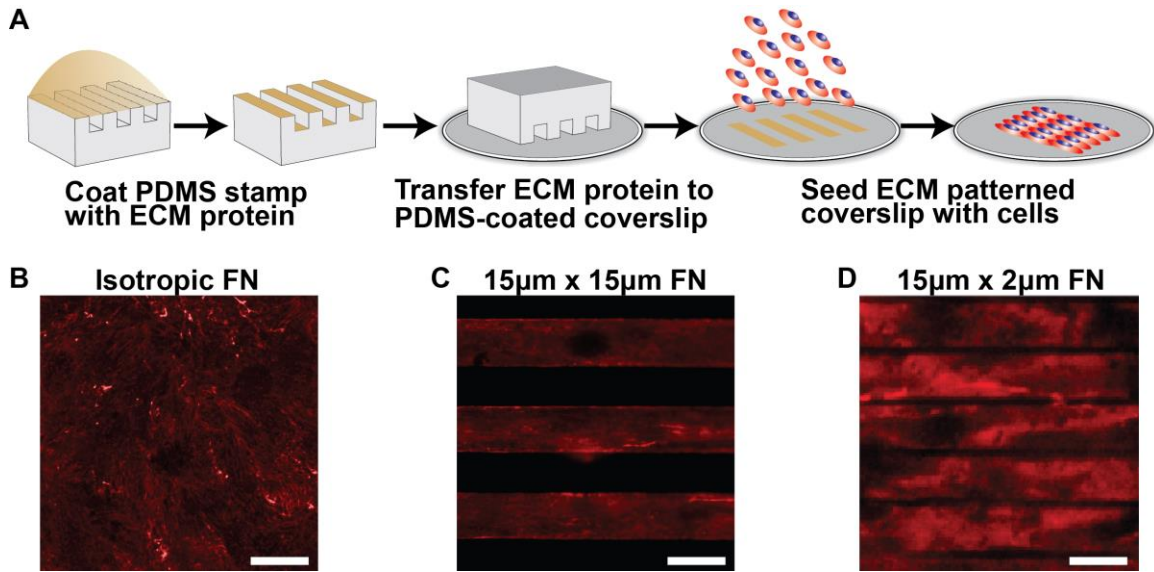 A
Coat PDMS stamp
with ECM protein
Transfer ECM protein to
PDMS-coated coverslip
Seed ECM patterned
coverslip with cells
B Isotropic FN
C 15µm x 15µm FN
D 15µm x 2µm FN